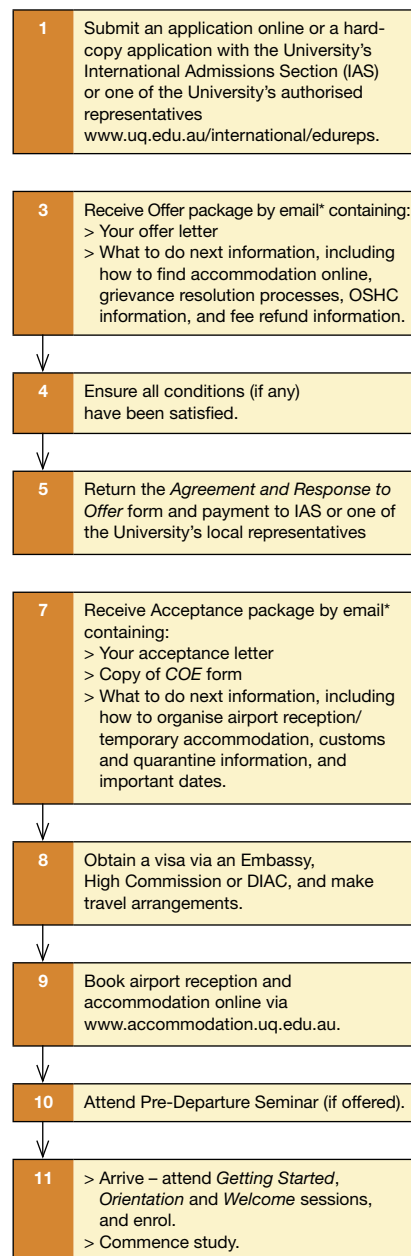 1 Submit an application online or a hard-
copy application with the University's
International Admissions Section (IAS)
or one of the University's authorised
representatives
www.uq.edu.au/international/edureps.
3 Receive Offer package by email* containing:
> Your offer letter
> What to do next information, including
how to find accommodation online,
grievance resolution processes, OSHC
information, and fee refund information.
4 Ensure all conditions (if any)
have been satisfied.
5 Return the Agreement and Response to
Offer form and payment to IAS or one of
the University's local representatives
7 Receive Acceptance package by email*
containing:
> Your acceptance letter
> Copy of COE form
> What to do next information, including
how to organise airport reception/
temporary accommodation, customs
and quarantine information, and
important dates.
8 Obtain a visa via an Embassy,
High Commission or DIAC, and make
travel arrangements.
9 Book airport reception and
accommodation online via
www.accommodation.uq.edu.au.
10 Attend Pre-Departure Seminar (if offered).
11 > Arrive – attend Getting Started,
Orientation and Welcome sessions,
and enrol.
> Commence study.